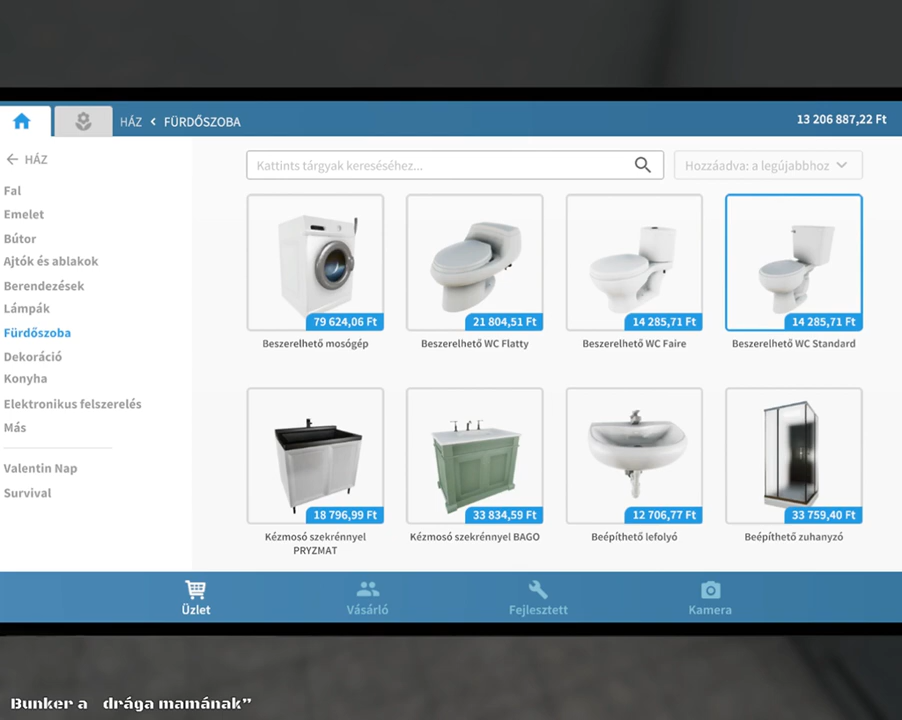 HÁZ < FÜRDŐSZOBA
13 206 887,22 Ft
HÁZ
Kattints tárgyak kereséséhez...
Hozzáadva: a legújabbhoz
Fal
Emelet
Bútor
Ajtók és ablakok
Berendezések
Lámpák
Fürdőszoba
Dekoráció
Konyha
Elektronikus felszerelés
Más
Valentin Nap
Survival
79 624,06 Ft
21 804,51 Ft
14 285,71 Ft
14 285,71 Ft
Beszerelhető mosógép
Beszerelhető WC Flatty
Beszerelhető WC Faire
Beszerelhető WC Standard
18 796,99 Ft
33 834,59 Ft
12 706,77 Ft
33 759,40 Ft
Kézmosó szekrénnyel
PRYZMAT
Kézmosó szekrénnyel BAGO
Beépíthető lefolyó
Beépíthető zuhanyzó
Üzlet
Vásárló
Fejlesztett
Kamera
Bunker a drága mamának”